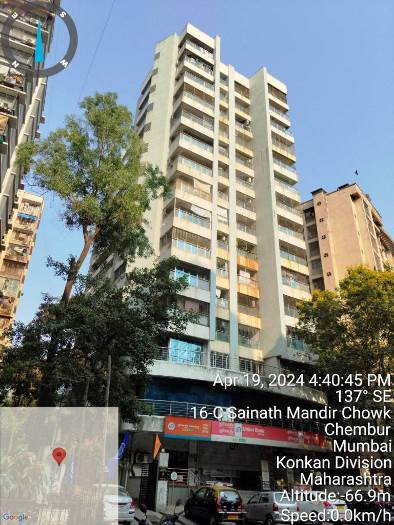 Apr 19, 2024 4:40:45 PM
137° SE
16-C Sainath Mandir Chowk
Chembur
Mumbai
Konkan Division
Maharashtra
Altitude:-66.9m
Speed:0.0km/h
Google